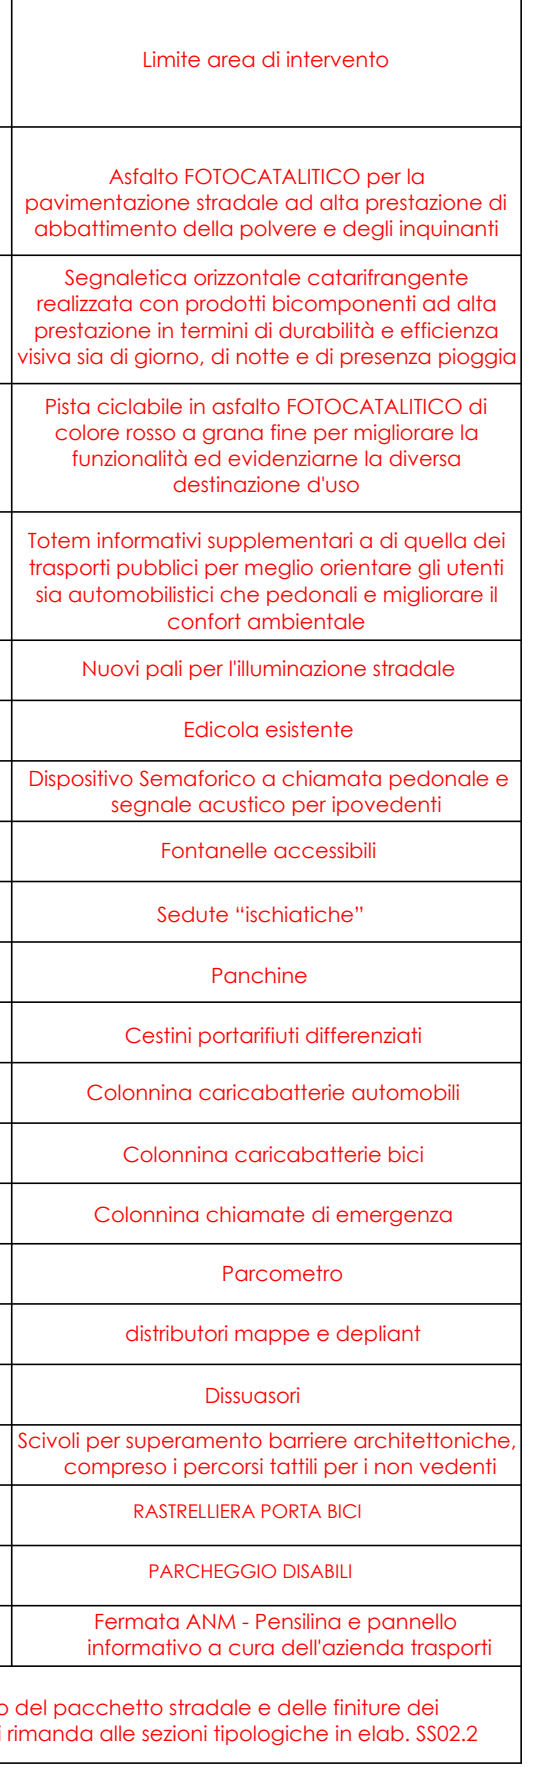 Limite area di intervento
Asfalto FOTOCATALITICO per la
pavimentazione stradale ad alta prestazione di
abbattimento della polvere e degli inquinanti
Segnaletica orizzontale catarifrangente
realizzata con prodotti bicomponenti ad alta
prestazione in termini di durabilità e efficienza
visiva sia di giorno, di notte e di presenza pioggia
Pista ciclabile in asfalto FOTOCATALITICO di
colore rosso a grana fine per migliorare la
funzionalità ed evidenziarne la diversa
destinazione d'uso
Totem informativi supplementari a di quella dei
trasporti pubblici per meglio orientare gli utenti
sia automobilistici che pedonali e migliorare il
confort ambientale
Nuovi pali per l'illuminazione stradale
Edicola esistente
Dispositivo Semaforico a chiamata pedonale e
segnale acustico per ipovedenti
Fontanelle accessibili
Sedute “ischiatiche”
Panchine
Cestini portarifiuti differenziati
Colonnina caricabatterie automobili
Colonnina caricabatterie bici
Colonnina chiamate di emergenza
Parcometro
distributori mappe e depliant
Dissuasori
Scivoli per superamento barriere architettoniche,
compreso i percorsi tattili per i non vedenti
RASTRELLIERA PORTA BICI
PARCHEGGIO DISABILI
Fermata ANM - Pensilina e pannello
informativo a cura dell'azienda trasporti
o del pacchetto stradale e delle finiture dei
i rimanda alle sezioni tipologiche in elab. SS02.2